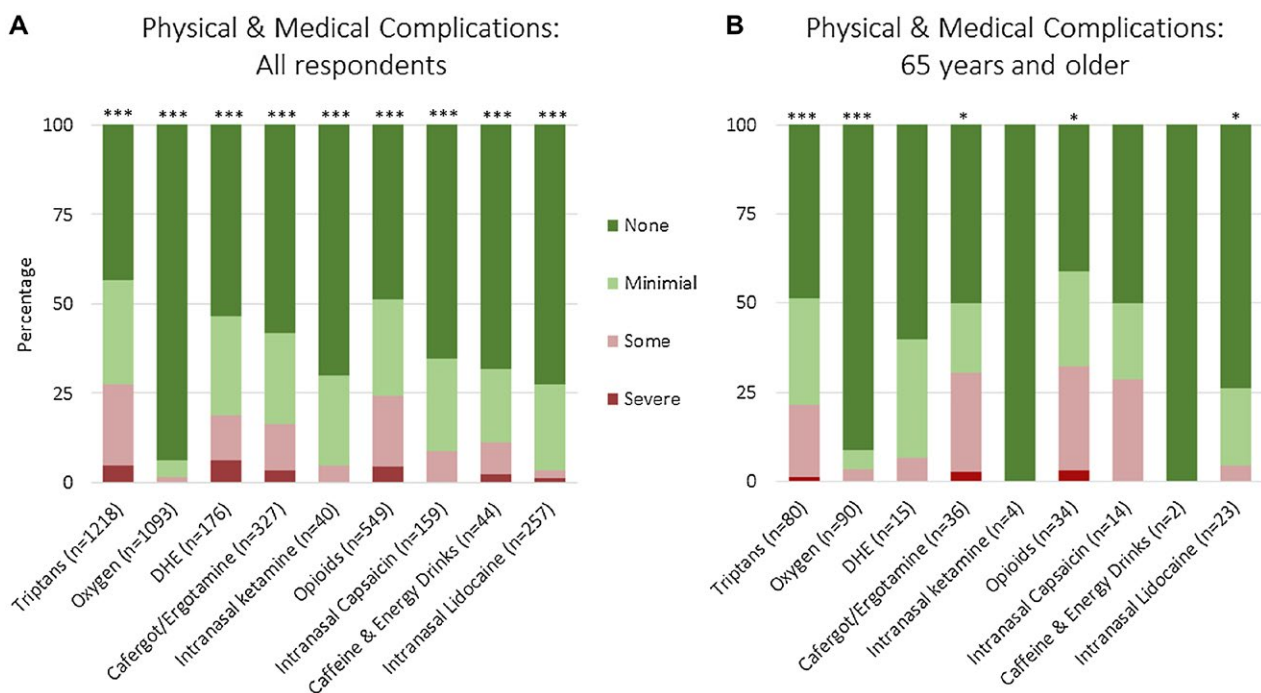 A
Physical & Medical Complications:
All respondents
*** *** *** *** *** *** *** *** ***
100
75
50
25
0
Percentage
Triptans (n=1218)
Oxygen (n=1093)
DHE (n=176)
Cafergot/Ergotamine (n=327)
Intranasal ketamine (n=40)
Opioids (n=549)
Intranasal Capsaicin (n=159)
Caffeine & Energy Drinks (n=44)
Intranasal Lidocaine (n=257)
None
Minimial
Some
Severe
B
Physical & Medical Complications:
65 years and older
*** *** * * *
100
75
50
25
0
Triptans (n=80)
Oxygen (n=90)
DHE (n=15)
Cafergot/Ergotamine (n=36)
Intranasal ketamine (n=4)
Opioids (n=34)
Intranasal Capsaicin (n=14)
Caffeine & Energy Drinks (n=2)
Intranasal Lidocaine (n=23)